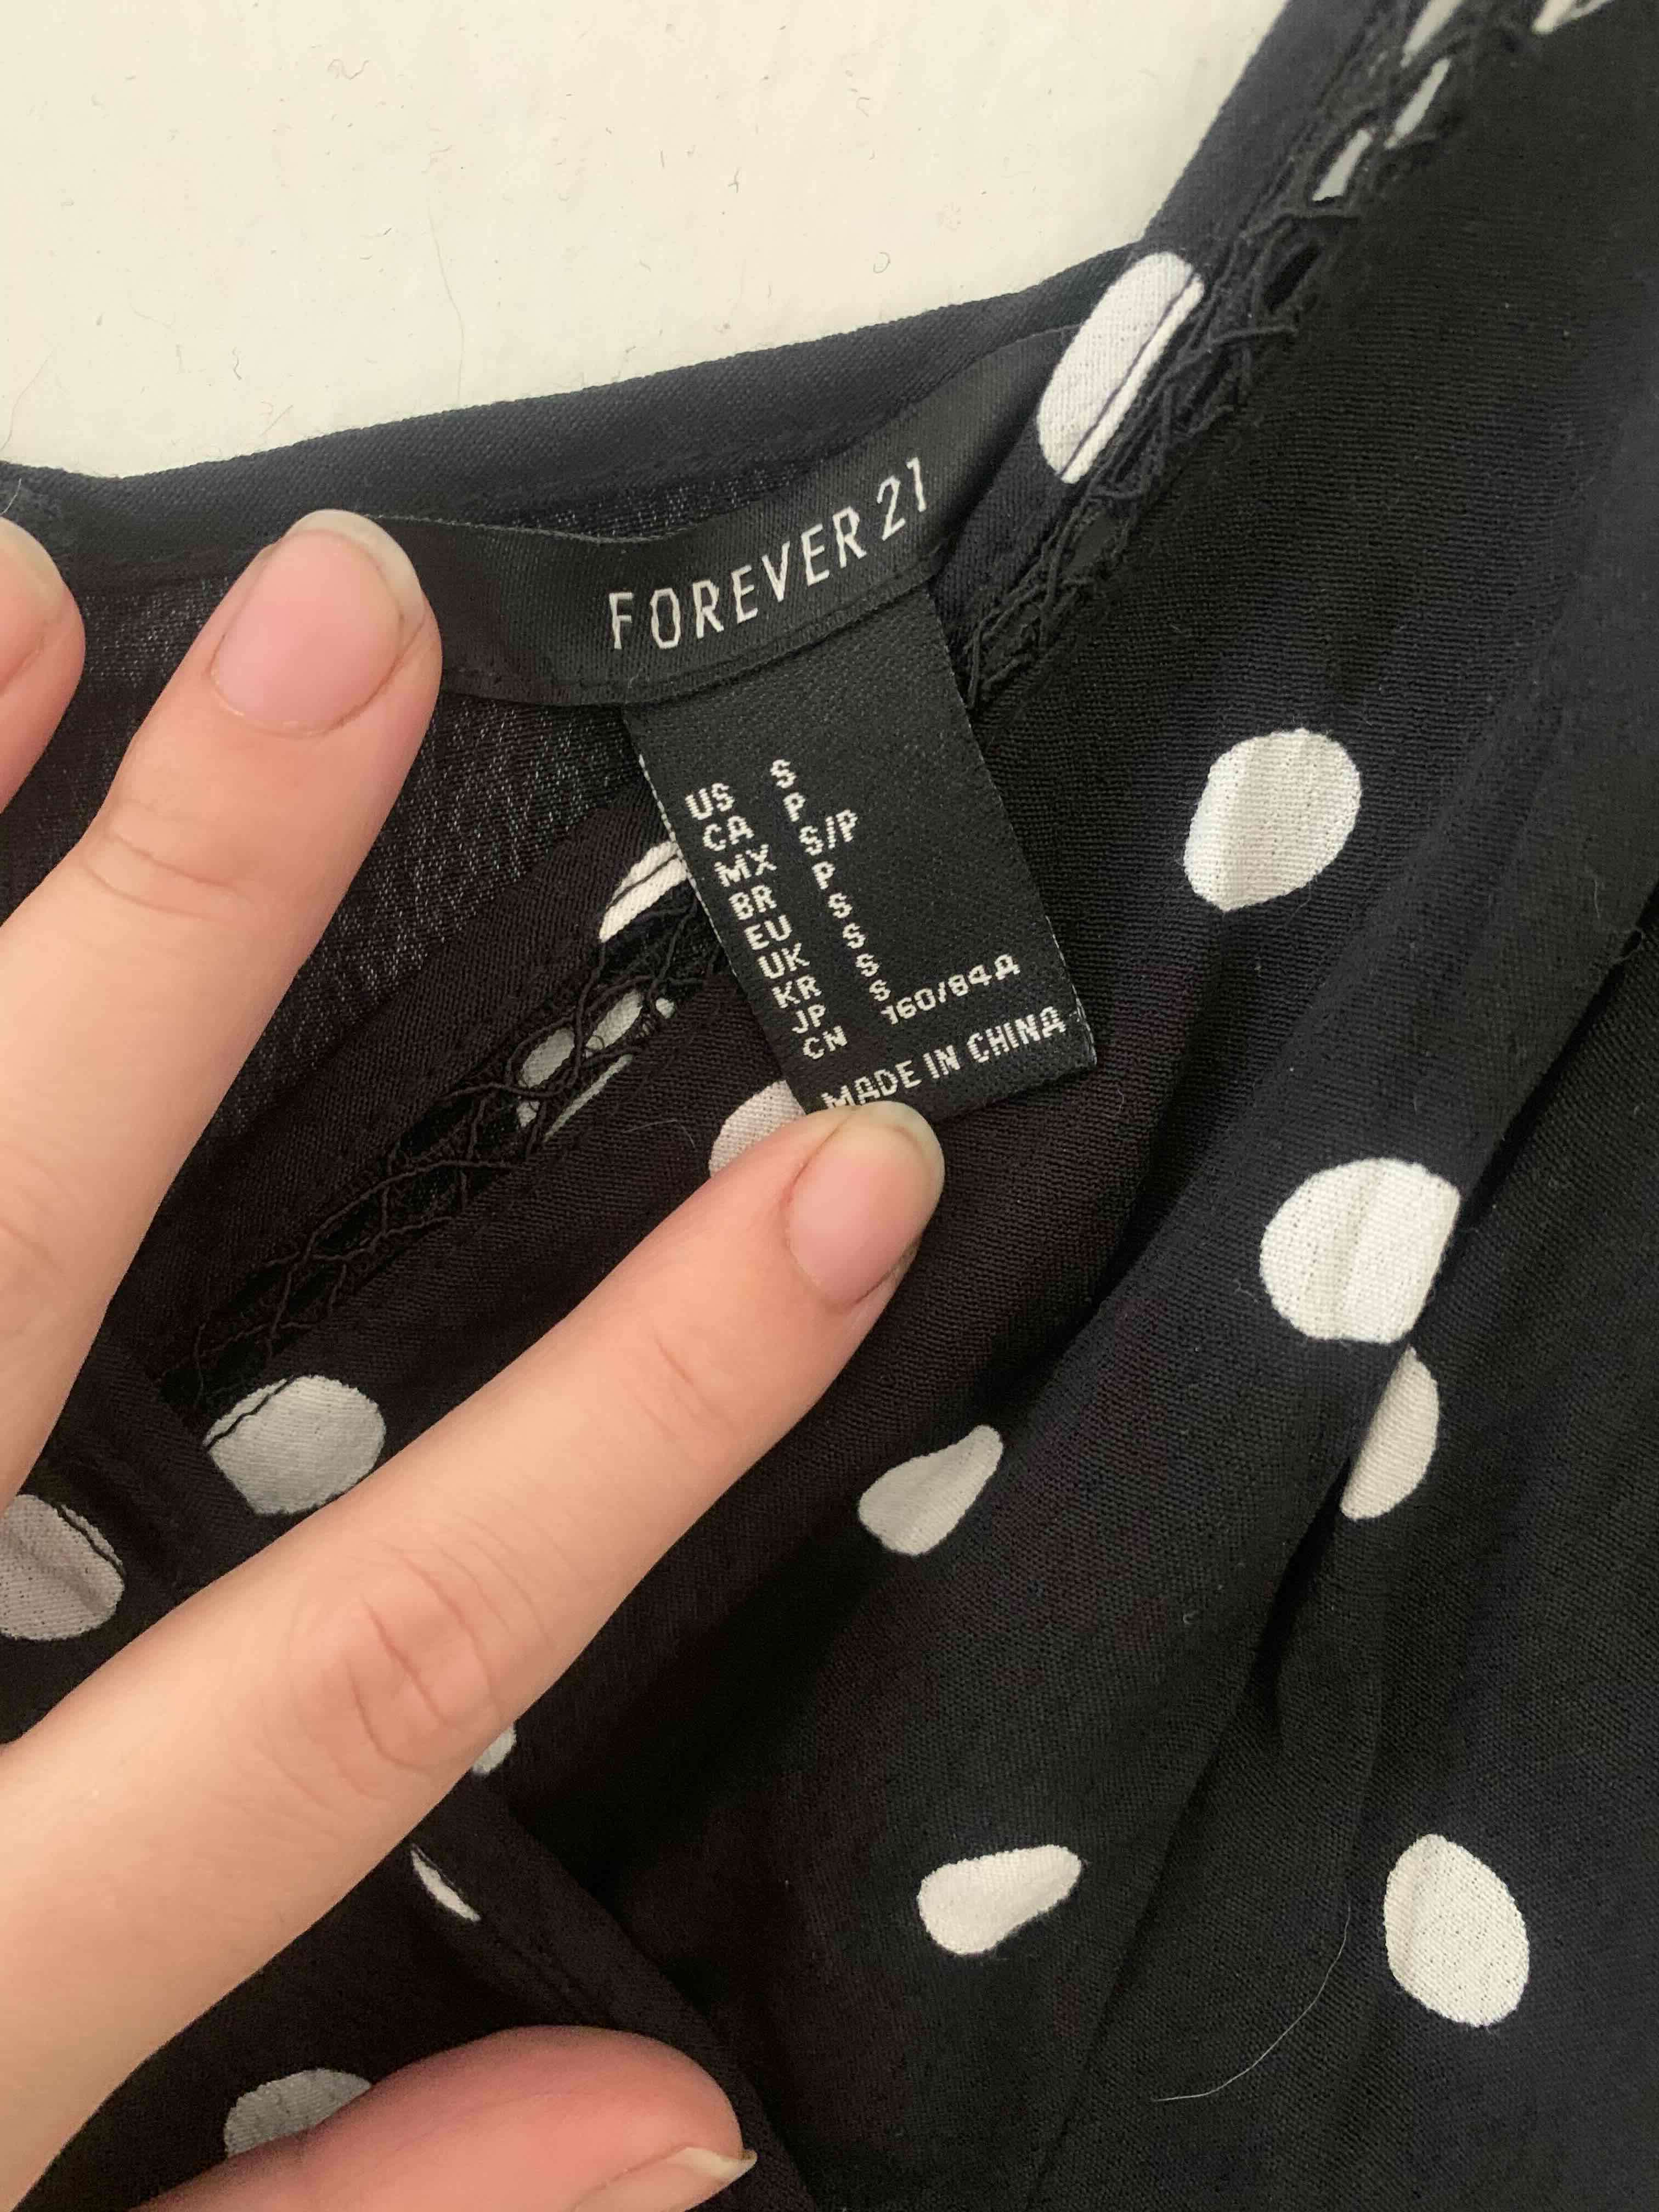 FOREVER 21
US S
CA P
MX S/P
BR P
EU S
UK S
KR S
JP S
CN 160/84A
MADE IN CHINA